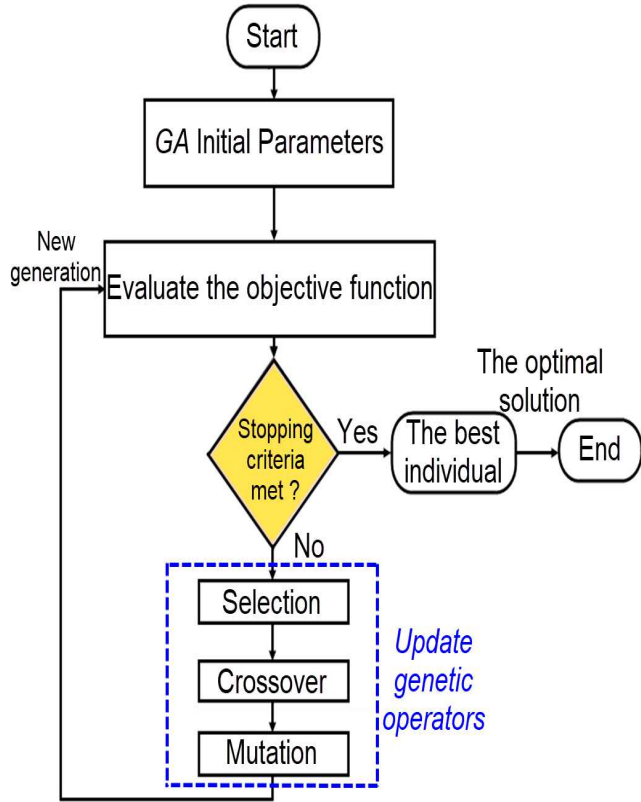 Start
GA Initial Parameters
New
generation
Evaluate the objective function
Stopping
criteria
met ?
Yes
The best
individual
The optimal
solution
End
No
Selection
Crossover
Mutation
Update
genetic
operators